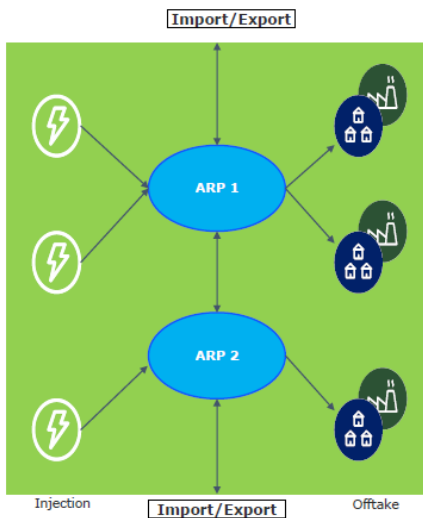 Import/Export
ARP 1
ARP 2
Injection
Import/Export
Offtake